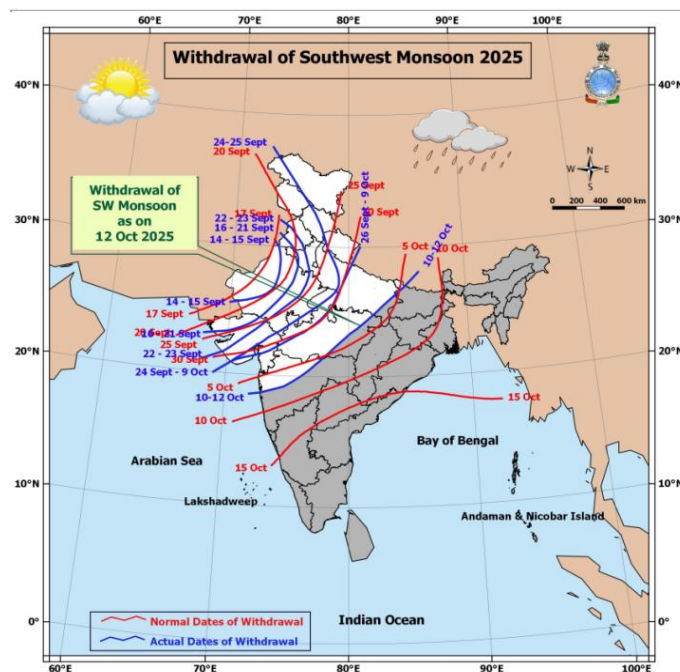 60°E
70°E
80°E
90°E
100°E
Withdrawal of Southwest Monsoon 2025
40°N
40°N
24-25 Sept
20 Sept
N
W
E
S
0
200
400
600 km
Withdrawal of
SW Monsoon
as on
12 Oct 2025
25 Sept
30 Sept
26 Sept - 9 Oct
30°N
30°N
17 Sept
22 - 23 Sept
16 - 21 Sept
14 - 15 Sept
5 Oct
10 Oct
10-12 Oct
14 - 15 Sept
17 Sept
20°N
20°N
25 Sept
30 Sept
22 - 23 Sept
24 Sept - 9 Oct
5 Oct
10-12 Oct
10 Oct
15 Oct
15 Oct
Arabian Sea
Bay of Bengal
10°N
10°N
Lakshadweep
Andaman & Nicobar Island
0°
0°
Normal Dates of Withdrawal
Actual Dates of Withdrawal
Indian Ocean
60°E
70°E
80°E
90°E
100°E